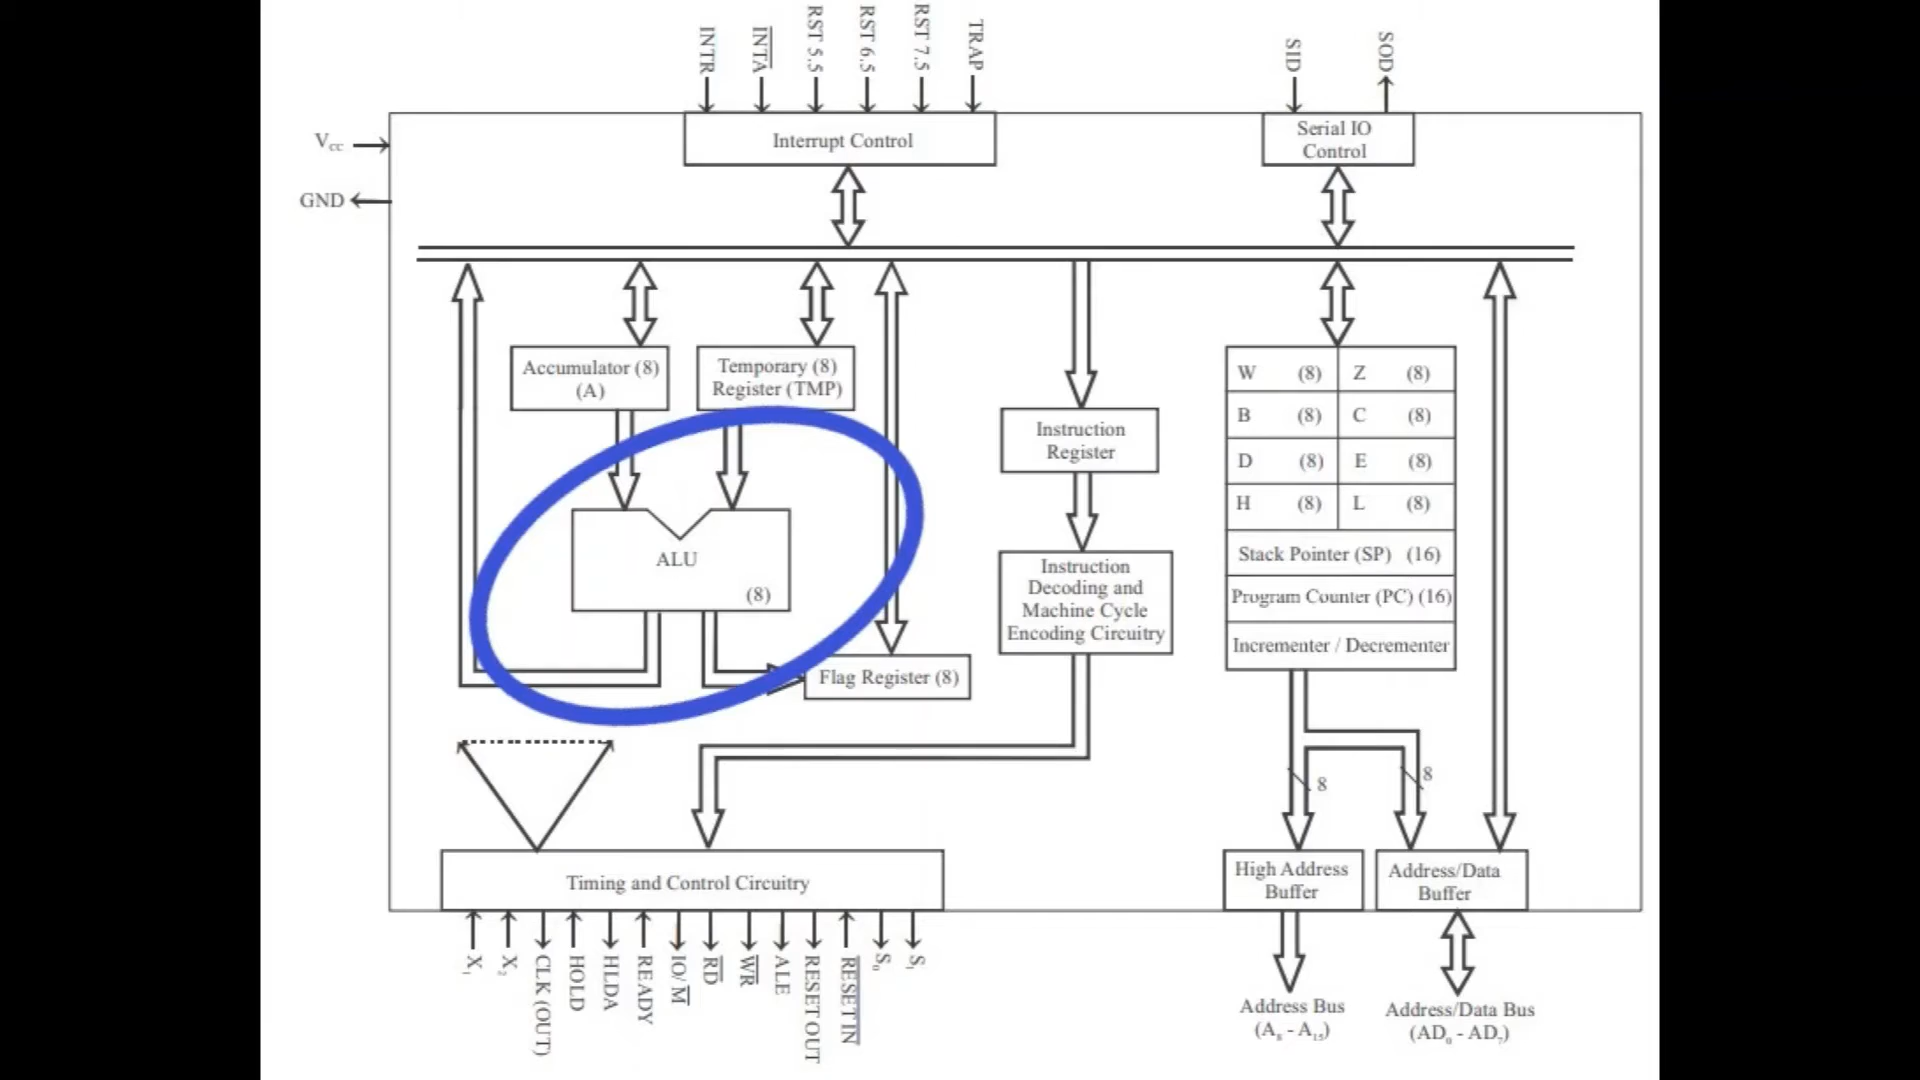 INTR
INTA
RST 5.5
RST 6.5
RST 7.5
TRAP
SID
SOD
Vcc
GND
Interrupt Control
Serial IO
Control
Accumulator (8)
(A)
Temporary (8)
Register (TMP)
ALU
(8)
Flag Register (8)
Instruction
Register
Instruction
Decoding and
Machine Cycle
Encoding Circuitry
W (8) Z (8)
B (8) C (8)
D (8) E (8)
H (8) L (8)
Stack Pointer (SP) (16)
Program Counter (PC) (16)
Incrementer / Decrementer
8
8
Timing and Control Circuitry
High Address
Buffer
Address/Data
Buffer
X₁
X₂
CLK (OUT)
HOLD
HLDA
READY
IO/M
RD
WR
ALE
RESET OUT
RESET IN
S₀
S₁
Address Bus
(A₈ - A₁₅)
Address/Data Bus
(AD₀ - AD₇)